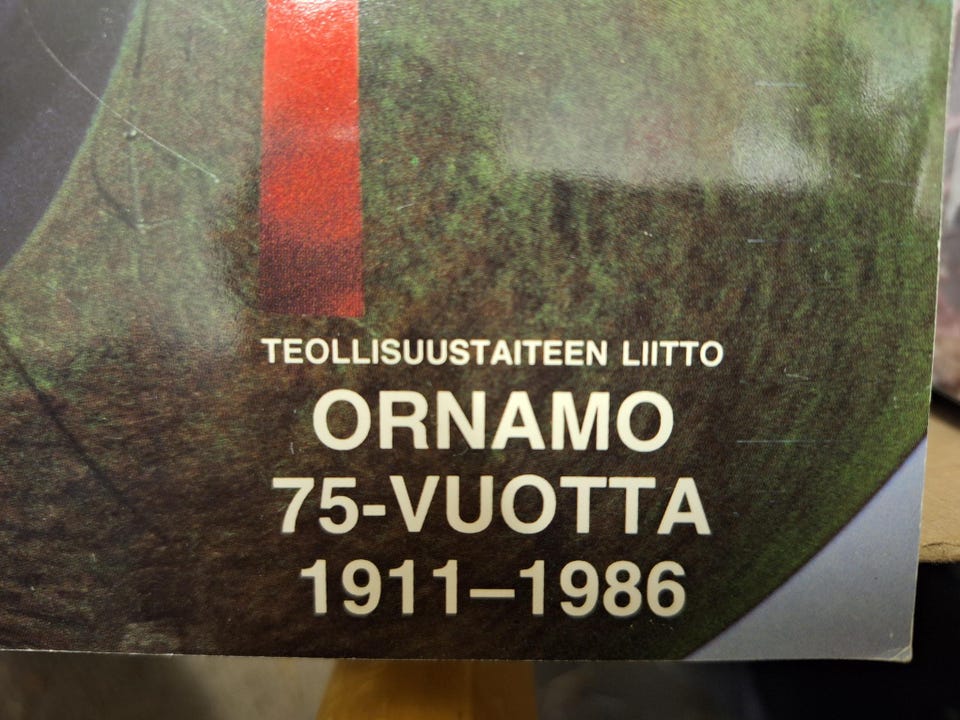 TEOLLISUUSTAITEEN LIITTO
ORNAMO
75-VUOTTA
1911–1986